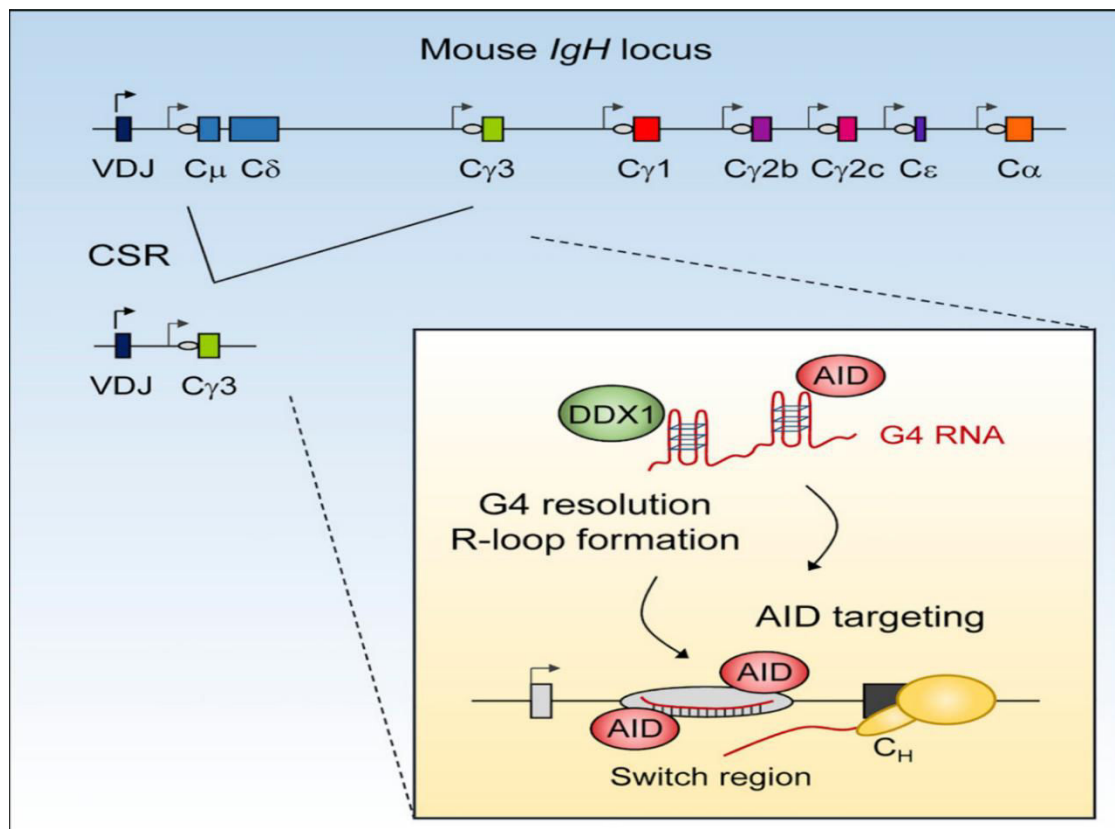 Mouse IgH locus
VDJ Cμ Cδ Cγ3 Cγ1 Cγ2b Cγ2c Cε Cα
CSR
VDJ Cγ3
AID
DDX1
G4 RNA
G4 resolution
R-loop formation
AID targeting
AID
AID
C_H
Switch region